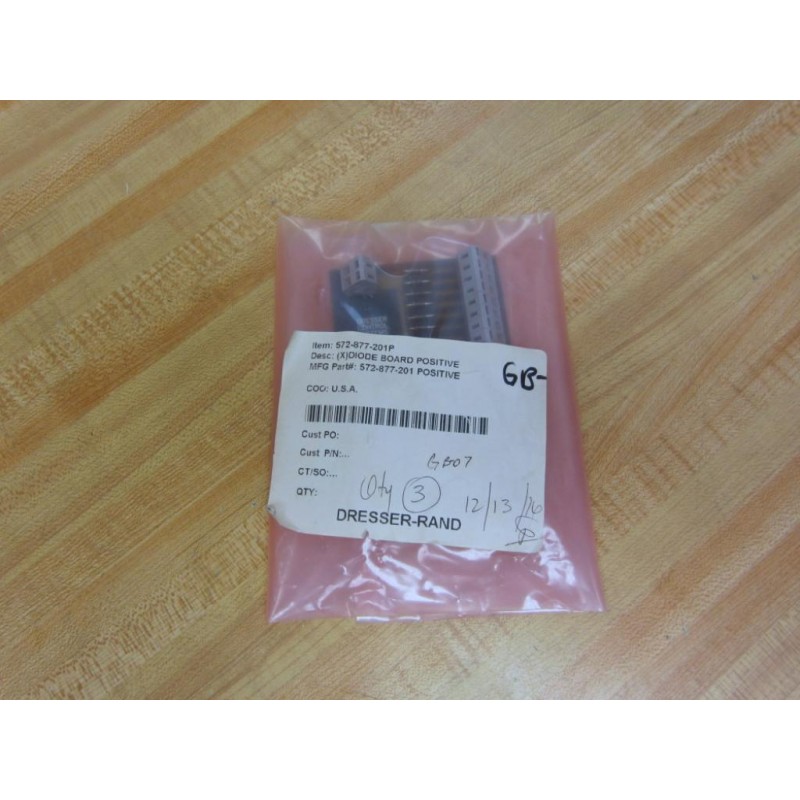 Item: 572-877-201P
Desc: (X)DIODE BOARD POSITIVE
MFG Part#: 572-877-201 POSITIVE
GB-
COO: U.S.A.
Cust PO:
Cust P/N:...
GB07
CT/SO:...
QTY:
Qty 3
12/13/16
DRESSER-RAND